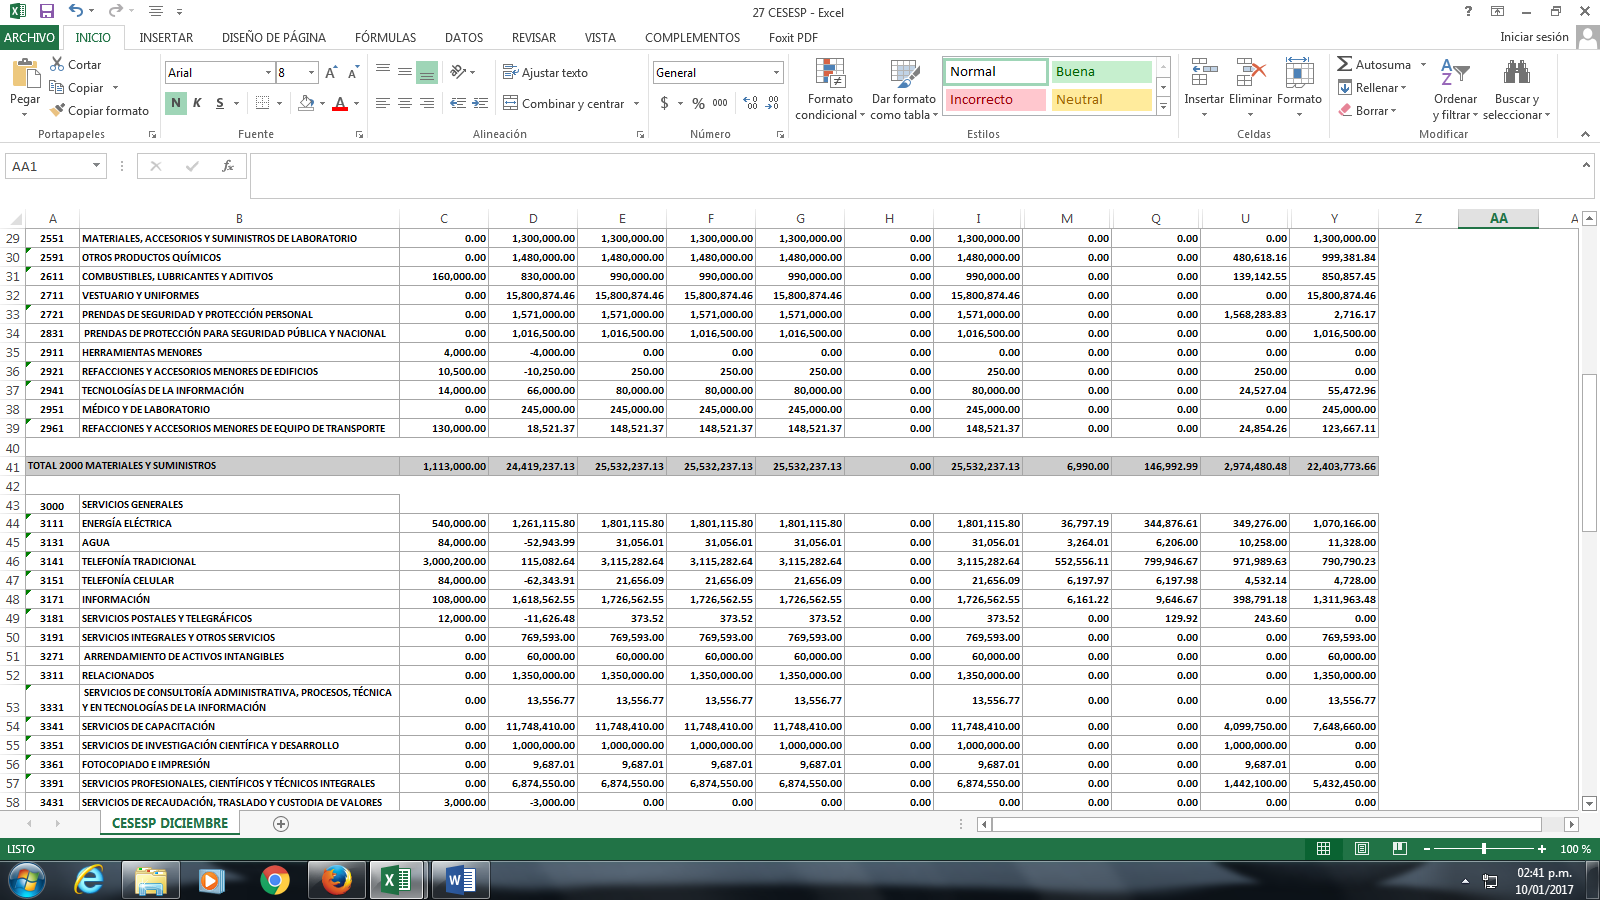 27 CESESP - Excel
ARCHIVO INICIO INSERTAR DISEÑO DE PÁGINA FÓRMULAS DATOS REVISAR VISTA COMPLEMENTOS Foxit PDF Iniciar sesión
Pegar
Cortar
Copiar
Copiar formato
Portapapeles
Arial 8
N K S
Fuente
Ajustar texto
Combinar y centrar
Alineación
General
$ % 000
Número
Formato condicional
Dar formato como tabla
Normal Buena
Incorrecto Neutral
Estilos
Insertar Eliminar Formato
Celdas
Autosuma
Rellenar
Borrar
Ordenar y filtrar
Buscar y seleccionar
Modificar
AA1 fx
A B C D E F G H I M Q U Y Z AA A
29 2551 MATERIALES, ACCESORIOS Y SUMINISTROS DE LABORATORIO 0.00 1,300,000.00 1,300,000.00 1,300,000.00 1,300,000.00 0.00 1,300,000.00 0.00 0.00 0.00 1,300,000.00
30 2591 OTROS PRODUCTOS QUÍMICOS 0.00 1,480,000.00 1,480,000.00 1,480,000.00 1,480,000.00 0.00 1,480,000.00 0.00 0.00 480,618.16 999,381.84
31 2611 COMBUSTIBLES, LUBRICANTES Y ADITIVOS 160,000.00 830,000.00 990,000.00 990,000.00 990,000.00 0.00 990,000.00 0.00 0.00 139,142.55 850,857.45
32 2711 VESTUARIO Y UNIFORMES 0.00 15,800,874.46 15,800,874.46 15,800,874.46 15,800,874.46 0.00 15,800,874.46 0.00 0.00 0.00 15,800,874.46
33 2721 PRENDAS DE SEGURIDAD Y PROTECCIÓN PERSONAL 0.00 1,571,000.00 1,571,000.00 1,571,000.00 1,571,000.00 0.00 1,571,000.00 0.00 0.00 1,568,283.83 2,716.17
34 2831 PRENDAS DE PROTECCIÓN PARA SEGURIDAD PÚBLICA Y NACIONAL 0.00 1,016,500.00 1,016,500.00 1,016,500.00 1,016,500.00 0.00 1,016,500.00 0.00 0.00 0.00 1,016,500.00
35 2911 HERRAMIENTAS MENORES 4,000.00 -4,000.00 0.00 0.00 0.00 0.00 0.00 0.00 0.00 0.00 0.00
36 2921 REFACCIONES Y ACCESORIOS MENORES DE EDIFICIOS 10,500.00 -10,250.00 250.00 250.00 250.00 0.00 250.00 0.00 0.00 250.00 0.00
37 2941 TECNOLOGÍAS DE LA INFORMACIÓN 14,000.00 66,000.00 80,000.00 80,000.00 80,000.00 0.00 80,000.00 0.00 0.00 24,527.04 55,472.96
38 2951 MÉDICO Y DE LABORATORIO 0.00 245,000.00 245,000.00 245,000.00 245,000.00 0.00 245,000.00 0.00 0.00 0.00 245,000.00
39 2961 REFACCIONES Y ACCESORIOS MENORES DE EQUIPO DE TRANSPORTE 130,000.00 18,521.37 148,521.37 148,521.37 148,521.37 0.00 148,521.37 0.00 0.00 24,854.26 123,667.11
40
41 TOTAL 2000 MATERIALES Y SUMINISTROS 1,113,000.00 24,419,237.13 25,532,237.13 25,532,237.13 25,532,237.13 0.00 25,532,237.13 6,990.00 146,992.99 2,974,480.48 22,403,773.66
42
43 3000 SERVICIOS GENERALES
44 3111 ENERGÍA ELÉCTRICA 540,000.00 1,261,115.80 1,801,115.80 1,801,115.80 1,801,115.80 0.00 1,801,115.80 36,797.19 344,876.61 349,276.00 1,070,166.00
45 3131 AGUA 84,000.00 -52,943.99 31,056.01 31,056.01 31,056.01 0.00 31,056.01 3,264.01 6,206.00 10,258.00 11,328.00
46 3141 TELEFONÍA TRADICIONAL 3,000,200.00 115,082.64 3,115,282.64 3,115,282.64 3,115,282.64 0.00 3,115,282.64 552,556.11 799,946.67 971,989.63 790,790.23
47 3151 TELEFONÍA CELULAR 84,000.00 -62,343.91 21,656.09 21,656.09 21,656.09 0.00 21,656.09 6,197.97 6,197.98 4,532.14 4,728.00
48 3171 INFORMACIÓN 108,000.00 1,618,562.55 1,726,562.55 1,726,562.55 1,726,562.55 0.00 1,726,562.55 6,161.22 9,646.67 398,791.18 1,311,963.48
49 3181 SERVICIOS POSTALES Y TELEGRÁFICOS 12,000.00 -11,626.48 373.52 373.52 373.52 0.00 373.52 0.00 129.92 243.60 0.00
50 3191 SERVICIOS INTEGRALES Y OTROS SERVICIOS 0.00 769,593.00 769,593.00 769,593.00 769,593.00 0.00 769,593.00 0.00 0.00 0.00 769,593.00
51 3271 ARRENDAMIENTO DE ACTIVOS INTANGIBLES 0.00 60,000.00 60,000.00 60,000.00 60,000.00 0.00 60,000.00 0.00 0.00 0.00 60,000.00
52 3311 RELACIONADOS 0.00 1,350,000.00 1,350,000.00 1,350,000.00 1,350,000.00 0.00 1,350,000.00 0.00 0.00 0.00 1,350,000.00
SERVICIOS DE CONSULTORÍA ADMINISTRATIVA, PROCESOS, TÉCNICA
53 3331 Y EN TECNOLOGÍAS DE LA INFORMACIÓN 0.00 13,556.77 13,556.77 13,556.77 13,556.77 13,556.77 0.00 0.00 0.00 13,556.77
54 3341 SERVICIOS DE CAPACITACIÓN 0.00 11,748,410.00 11,748,410.00 11,748,410.00 11,748,410.00 0.00 11,748,410.00 0.00 0.00 4,099,750.00 7,648,660.00
55 3351 SERVICIOS DE INVESTIGACIÓN CIENTÍFICA Y DESARROLLO 0.00 1,000,000.00 1,000,000.00 1,000,000.00 1,000,000.00 0.00 1,000,000.00 0.00 0.00 1,000,000.00 0.00
56 3361 FOTOCOPIADO E IMPRESIÓN 0.00 9,687.01 9,687.01 9,687.01 9,687.01 0.00 9,687.01 0.00 0.00 9,687.01 0.00
57 3391 SERVICIOS PROFESIONALES, CIENTÍFICOS Y TÉCNICOS INTEGRALES 0.00 6,874,550.00 6,874,550.00 6,874,550.00 6,874,550.00 0.00 6,874,550.00 0.00 0.00 1,442,100.00 5,432,450.00
58 3431 SERVICIOS DE RECAUDACIÓN, TRASLADO Y CUSTODIA DE VALORES 3,000.00 -3,000.00 0.00 0.00 0.00 0.00 0.00 0.00 0.00 0.00 0.00
CESESP DICIEMBRE
LISTO 100 %
02:41 p.m.
10/01/2017